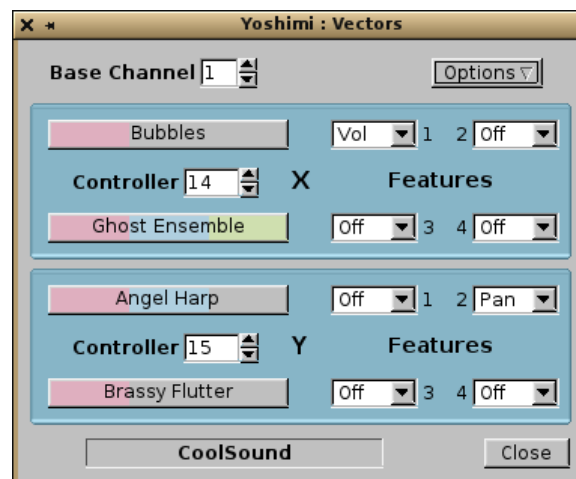 Yoshimi : Vectors
Base Channel 1 Options
Bubbles Vol 1 2 Off
Controller 14 X Features
Ghost Ensemble Off 3 4 Off
Angel Harp Off 1 2 Pan
Controller 15 Y Features
Brassy Flutter Off 3 4 Off
CoolSound Close